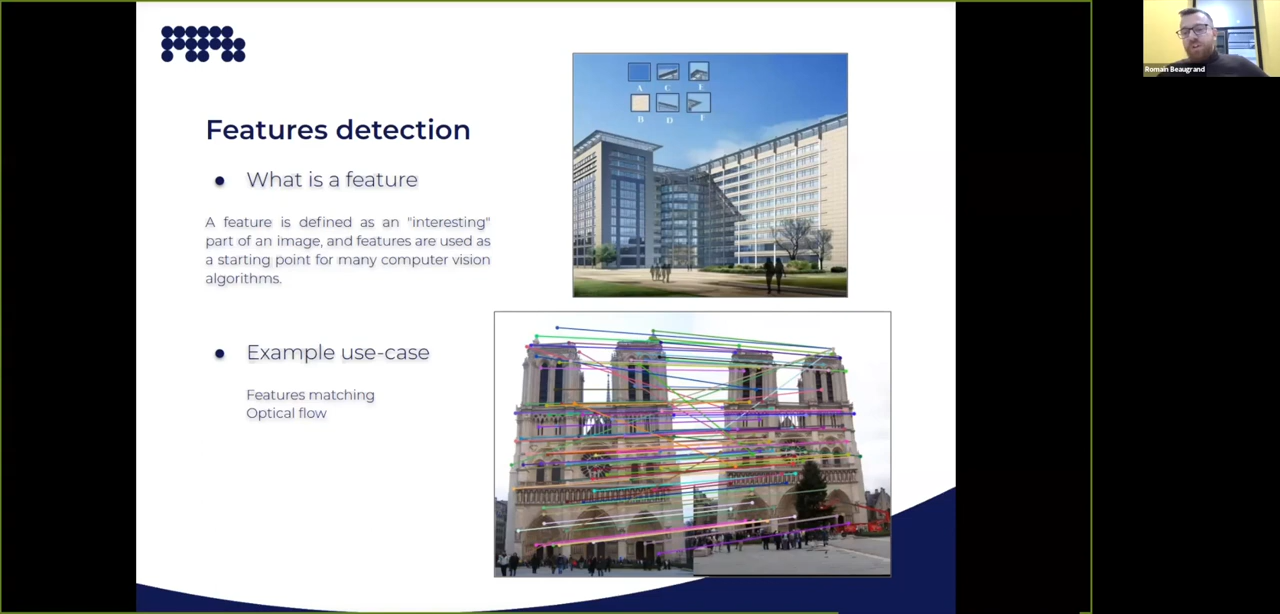 Features detection
What is a feature
A feature is defined as an "interesting"
part of an image, and features are used as
a starting point for many computer vision
algorithms.
Example use-case
Features matching
Optical flow
A C E
B D F
Romain Beaugrand